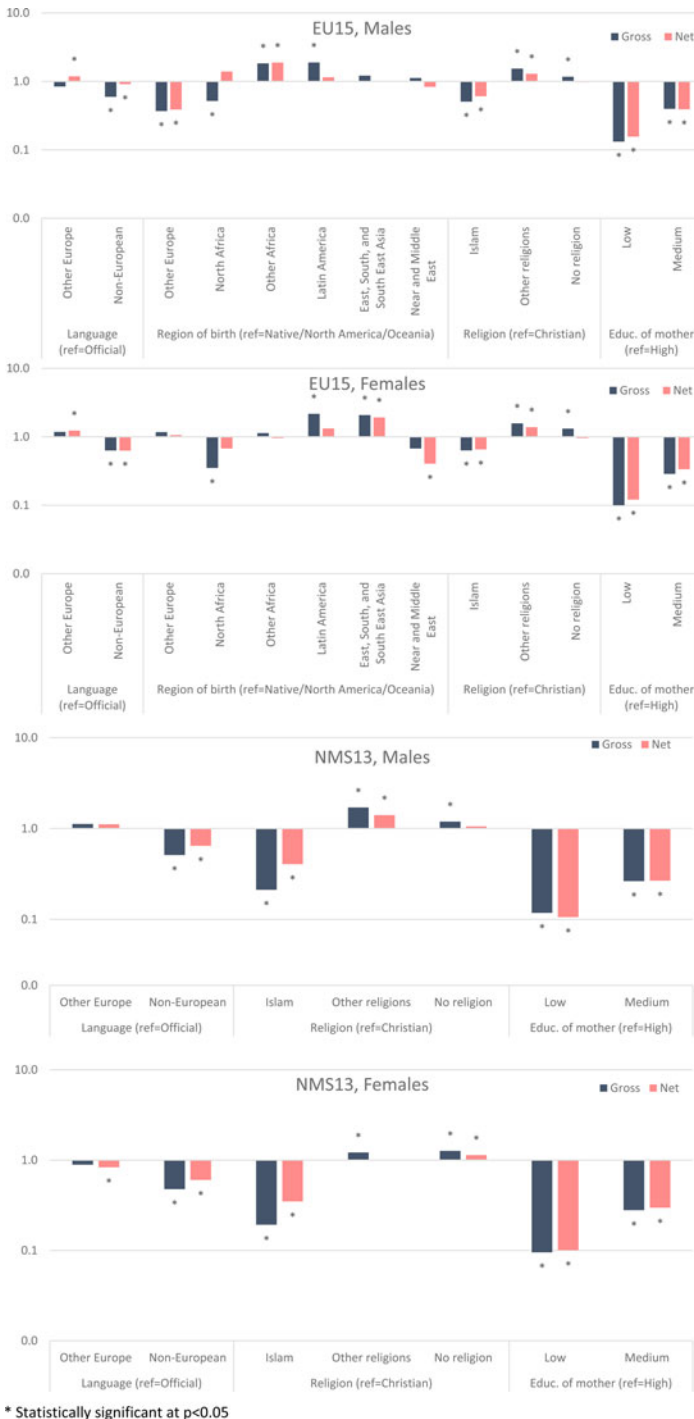 EU15, Males
Gross Net
10.0
1.0
0.1
0.0
* * * * * * * * * * * * * * * * * * *
Other Europe
Non-European
Other Europe
North Africa
Other Africa
Latin America
East, South, and
South East Asia
Near and Middle
East
Islam
Other religions
No religion
Low
Medium
Language
(ref=Official)
Region of birth (ref=Native/North America/Oceania)
Religion (ref=Christian)
Educ. of mother
(ref=High)
EU15, Females
Gross Net
10.0
1.0
0.1
0.0
* * * * * * * * * * * * * * * * *
Other Europe
Non-European
Other Europe
North Africa
Other Africa
Latin America
East, South, and
South East Asia
Near and Middle
East
Islam
Other religions
No religion
Low
Medium
Language
(ref=Official)
Region of birth (ref=Native/North America/Oceania)
Religion (ref=Christian)
Educ. of mother
(ref=High)
NMS13, Males
Gross Net
10.0
1.0
0.1
0.0
* * * * * * * * * * *
Other Europe Non-European Islam Other religions No religion Low Medium
Language (ref=Official) Religion (ref=Christian) Educ. of mother (ref=High)
NMS13, Females
Gross Net
10.0
1.0
0.1
0.0
* * * * * * * * * * * *
Other Europe Non-European Islam Other religions No religion Low Medium
Language (ref=Official) Religion (ref=Christian) Educ. of mother (ref=High)
* Statistically significant at p<0.05